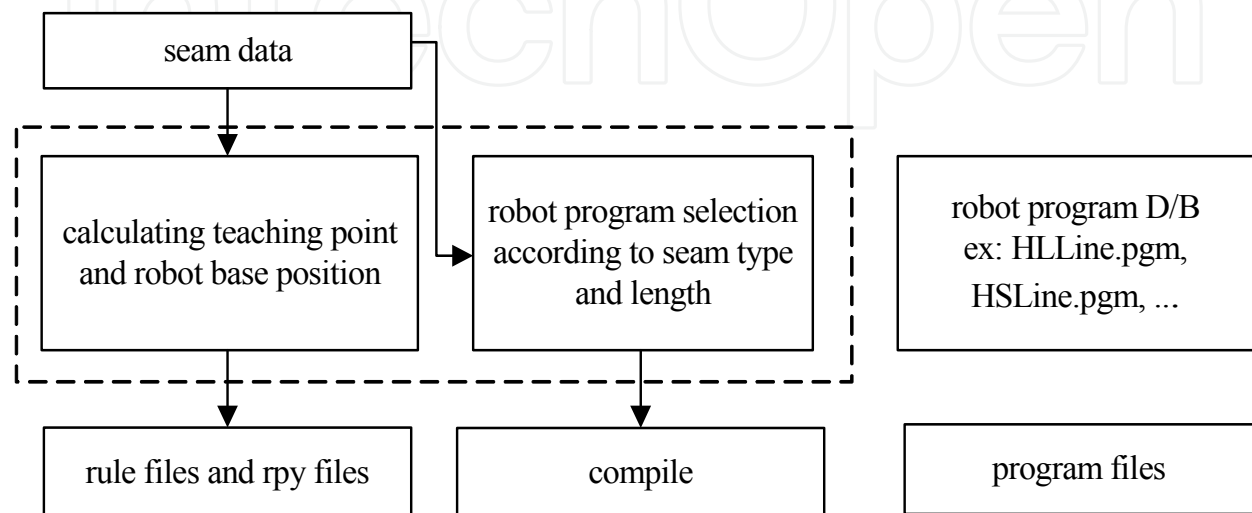 seam data
calculating teaching point
and robot base position
robot program selection
according to seam type
and length
robot program D/B
ex: HLLine.pgm,
HSLine.pgm, ...
rule files and rpy files
compile
program files